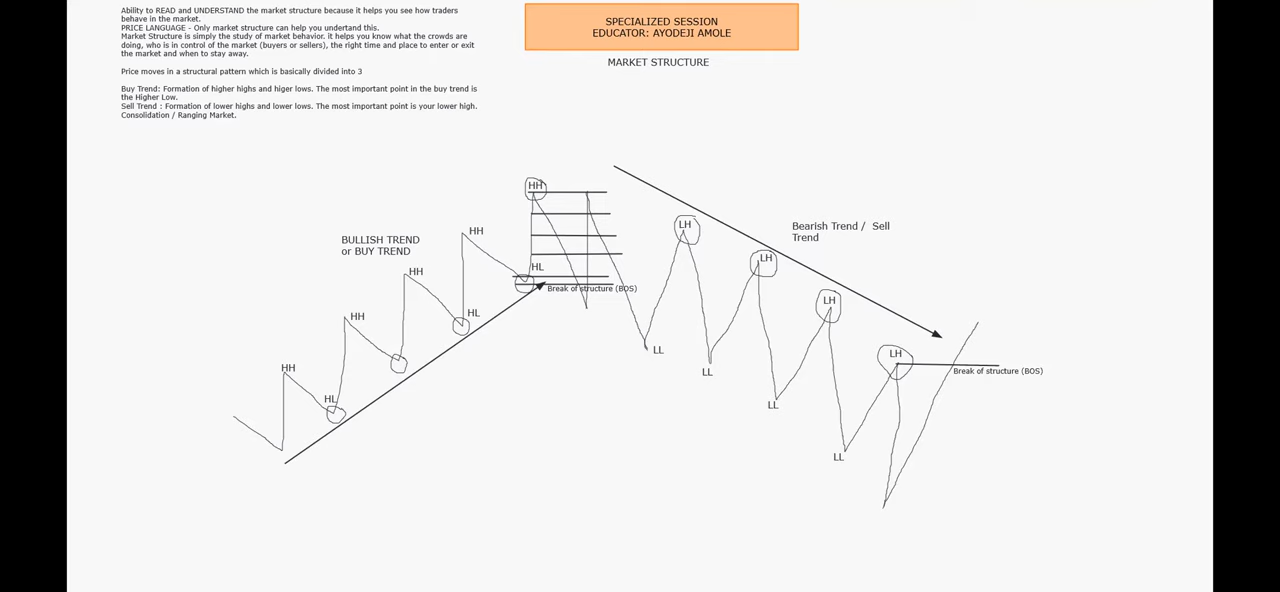 Ability to READ and UNDERSTAND the market structure because it helps you see how traders
behave in the market.
PRICE LANGUAGE - Only market structure can help you undertand this.
Market Structure is simply the study of market behavior. it helps you know what the crowds are
doing, who is in control of the market (buyers or sellers), the right time and place to enter or exit
the market and when to stay away.
Price moves in a structural pattern which is basically divided into 3
Buy Trend: Formation of higher highs and higer lows. The most important point in the buy trend is
the Higher Low.
Sell Trend : Formation of lower highs and lower lows. The most important point is your lower high.
Consolidation / Ranging Market.
SPECIALIZED SESSION
EDUCATOR: AYODEJI AMOLE
MARKET STRUCTURE
BULLISH TREND
or BUY TREND
HH
HL
HH
HH
HL
HH
HH
HL
Break of structure (BOS)
LL
LH
LL
LH
LL
LH
LL
LH
Bearish Trend / Sell
Trend
Break of structure (BOS)